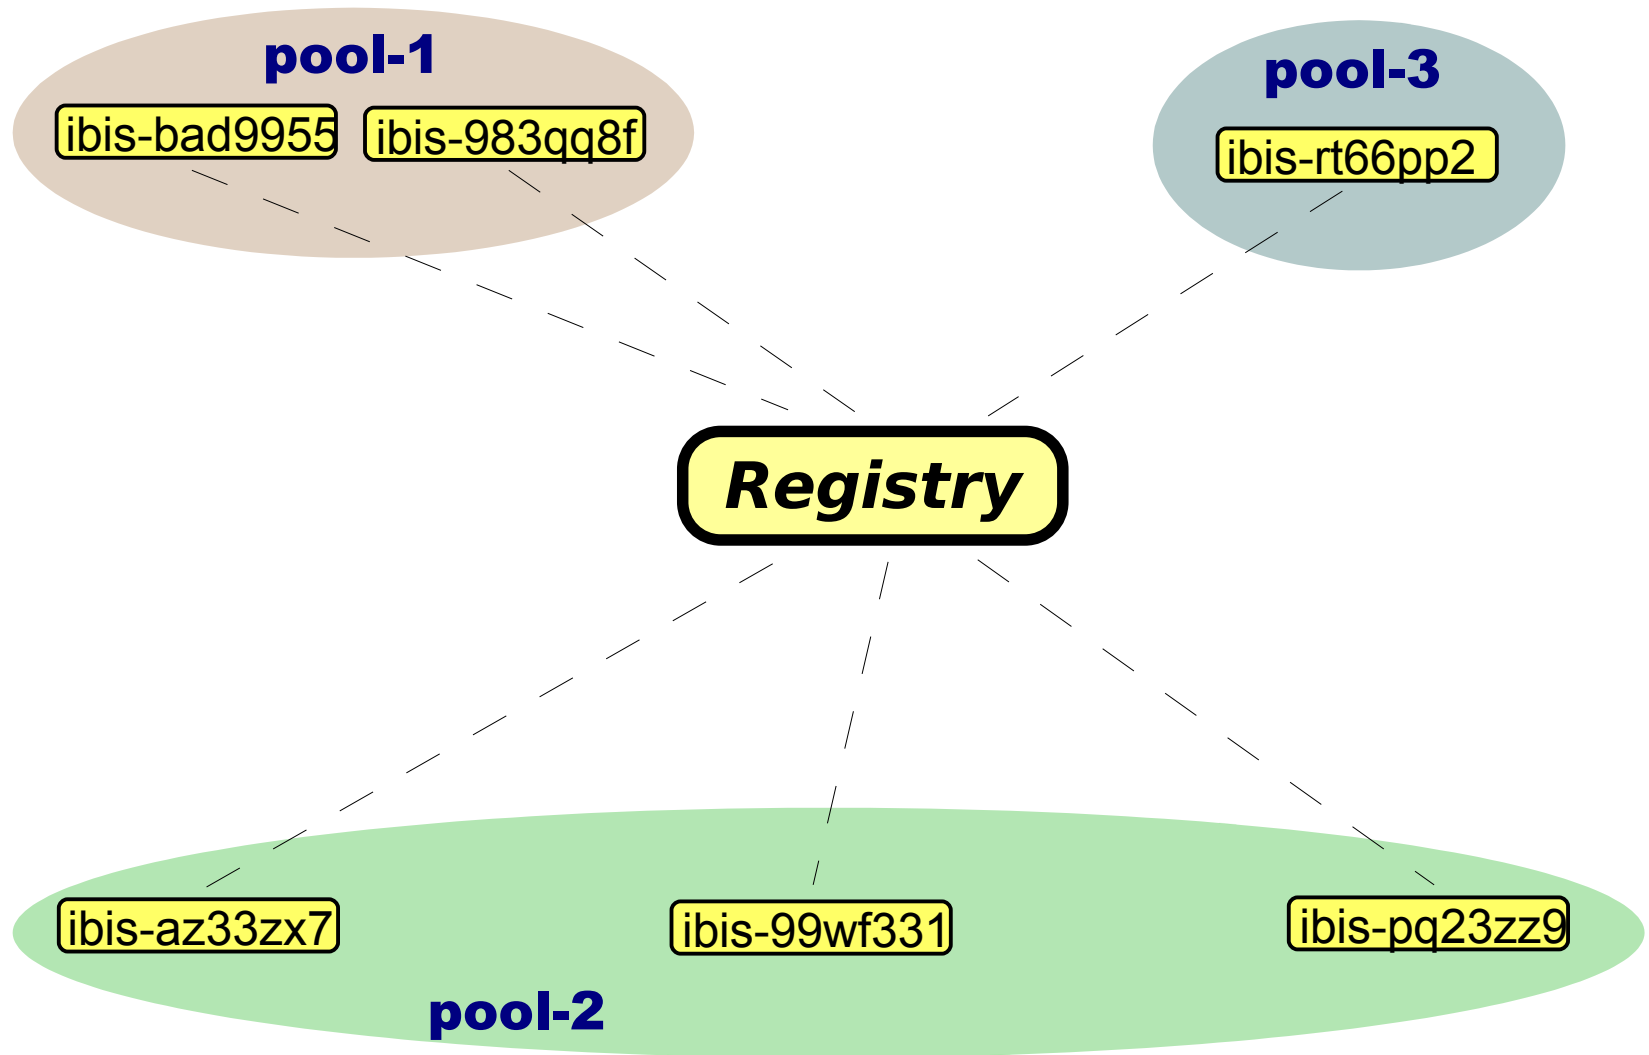 pool-1
ibis-bad9955
ibis-983qq8f
pool-3
ibis-rt66pp2
Registry
ibis-az33zx7
ibis-99wf331
ibis-pq23zz9
pool-2